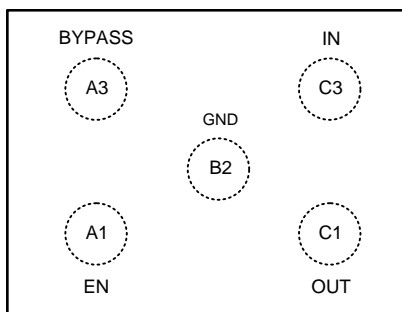 BYPASS IN
A3 C3
GND
B2
A1 C1
EN OUT